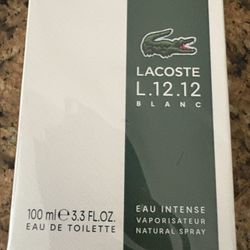 LACOSTE
L.12.12
BLANC
100 ml e 3.3 FL.OZ.
EAU DE TOILETTE
EAU INTENSE
VAPORISATEUR
NATURAL SPRAY